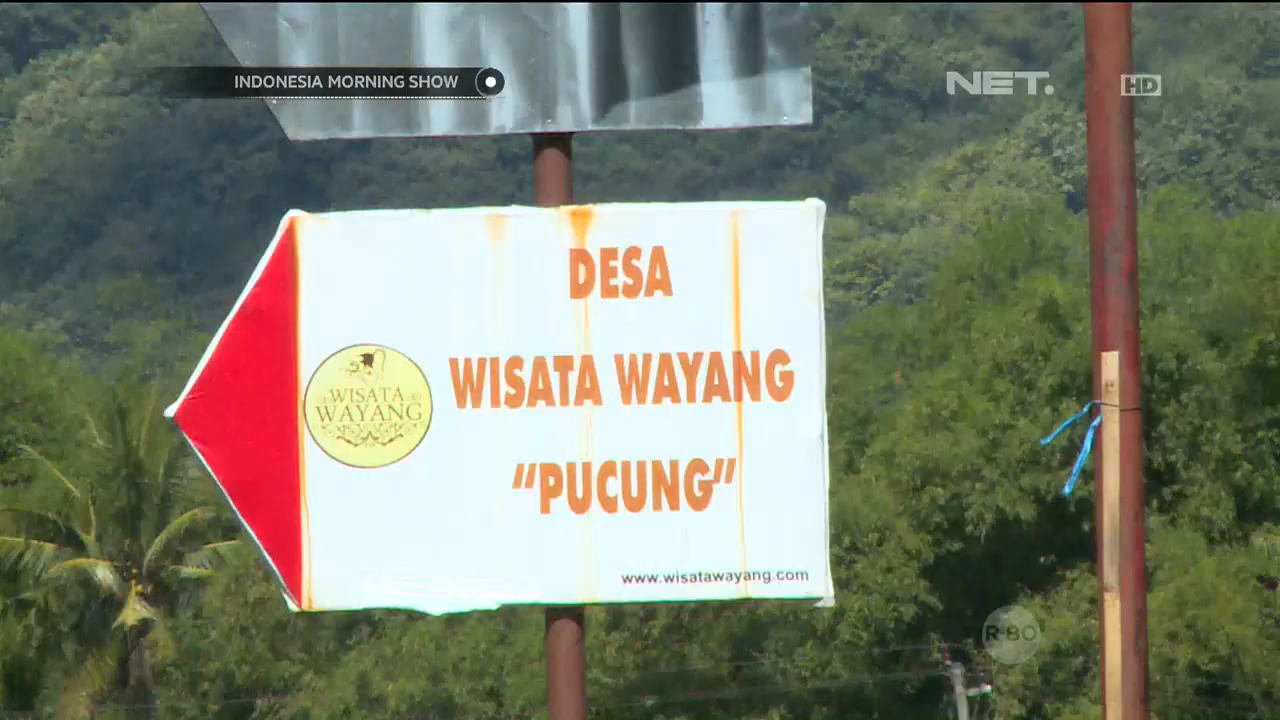 INDONESIA MORNING SHOW
NET.
HD
DESA
WISATA WAYANG
"PUCUNG"
WISATA
WAYANG
www.wisatawayang.com
R-BO